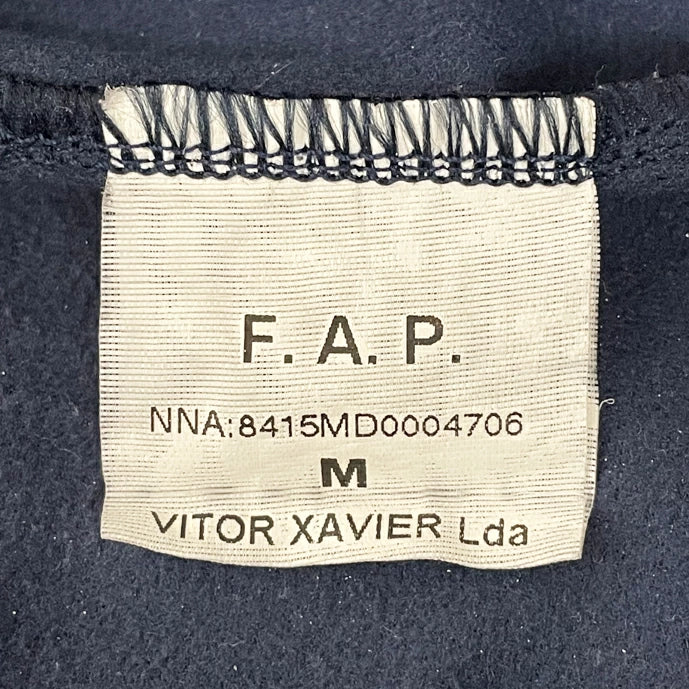 F. A. P.
NNA:8415MD0004706
M
VITOR XAVIER Lda